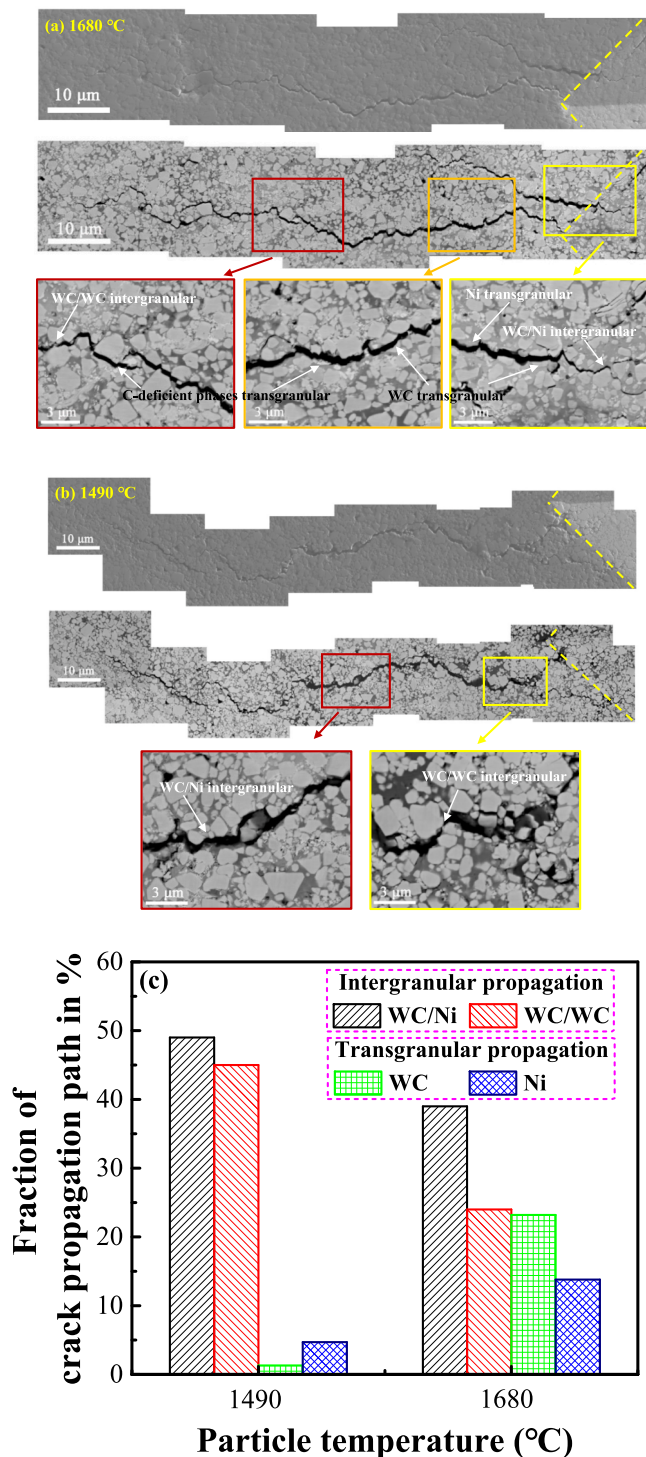 (a) 1680 ℃
10 μm
10 μm
WC/WC intergranular
Ni transgranular
WC/Ni intergranular
C-deficient phases transgranular
WC transgranular
3 μm
3 μm
3 μm
(b) 1490 ℃
10 μm
10 μm
WC/Ni intergranular
WC/WC intergranular
3 μm
3 μm
(c)
Intergranular propagation
WC/Ni
WC/WC
Transgranular propagation
WC
Ni
Fraction of
crack propagation path in %
60
50
40
30
20
10
0
1490
1680
Particle temperature (℃)